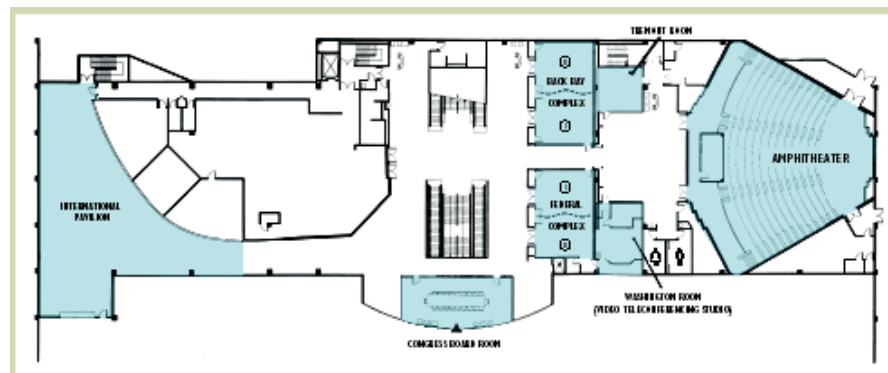 TREMONT ROOM
BACK BAY
COMPLEX
AMPHITHEATER
INTERNATIONAL
PAVILION
FEDERAL
COMPLEX
WASHINGTON ROOM
(VIDEO TELECONFERENCING STUDIO)
CONGRESS BOARD ROOM